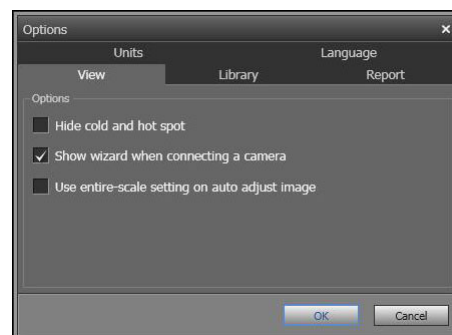 Options
Units Language
View Library Report
Options
Hide cold and hot spot
Show wizard when connecting a camera
Use entire-scale setting on auto adjust image
OK Cancel